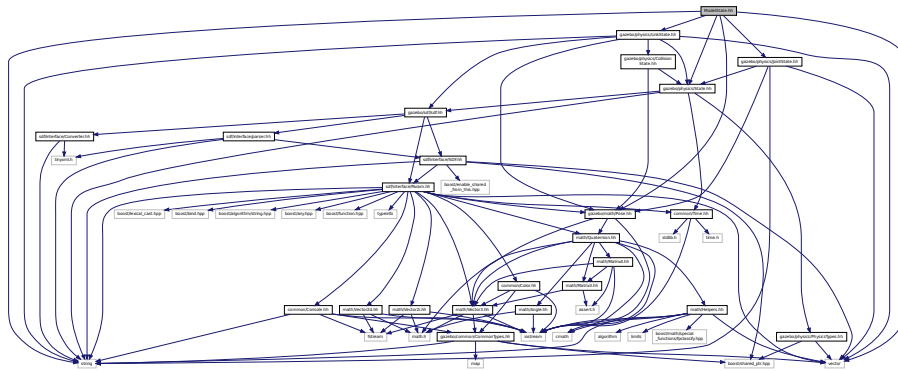 ModelState.hh
gazebo/physics/LinkState.hh
gazebo/physics/Collision
State.hh
gazebo/physics/JointState.hh
gazebo/physics/State.hh
gazebo/sdf/sdf.hh
sdf/interface/Converter.hh
sdf/interface/parser.hh
tinyxml.h
sdf/interface/SDF.hh
boost/enable_shared
_from_this.hpp
sdf/interface/Param.hh
boost/lexical_cast.hpp
boost/bind.hpp
boost/algorithm/string.hpp
boost/any.hpp
boost/function.hpp
typeinfo
gazebo/math/Pose.hh
common/Time.hh
stdlib.h
time.h
math/Quaternion.hh
math/Matrix4.hh
math/Matrix3.hh
common/Color.hh
common/Console.hh
math/Vector2i.hh
math/Vector2d.hh
math/Vector3.hh
math/Angle.hh
assert.h
math/Helpers.hh
fstream
math.h
gazebo/common/CommonTypes.hh
iostream
cmath
algorithm
limits
boost/math/special
_functions/fpclassify.hpp
gazebo/physics/PhysicsTypes.hh
string
map
boost/shared_ptr.hpp
vector